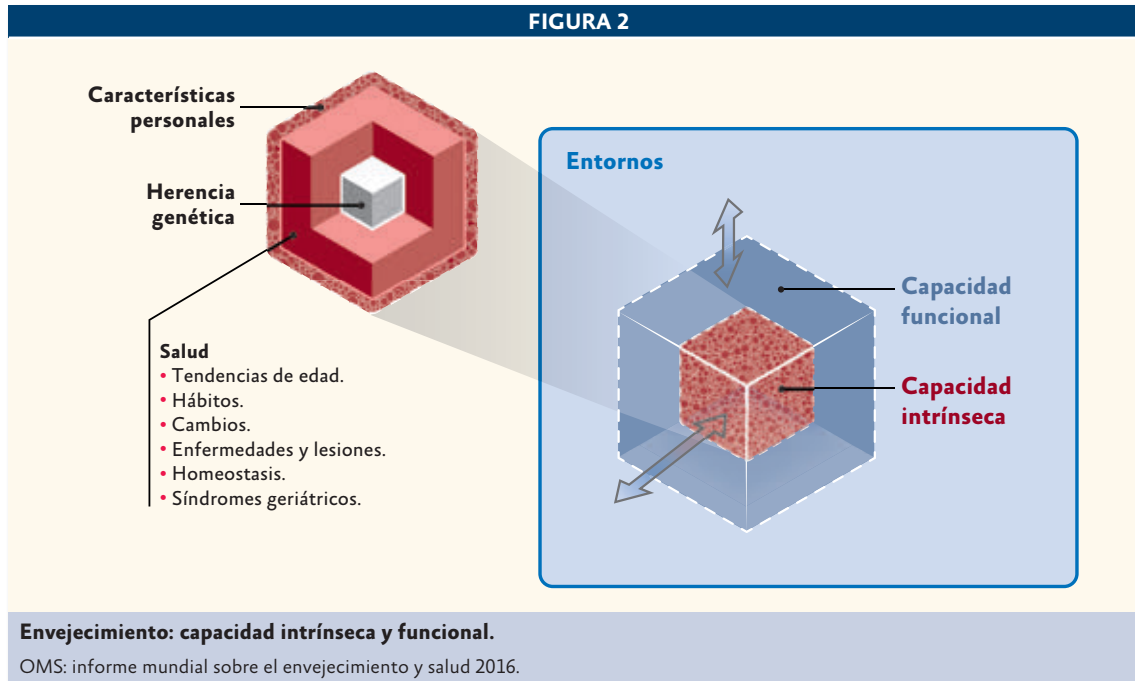 FIGURA 2
Características
personales
Herencia
genética
Salud
• Tendencias de edad.
• Hábitos.
• Cambios.
• Enfermedades y lesiones.
• Homeostasis.
• Síndromes geriátricos.
Entornos
Capacidad
funcional
Capacidad
intrínseca
Envejecimiento: capacidad intrínseca y funcional.
OMS: informe mundial sobre el envejecimiento y salud 2016.